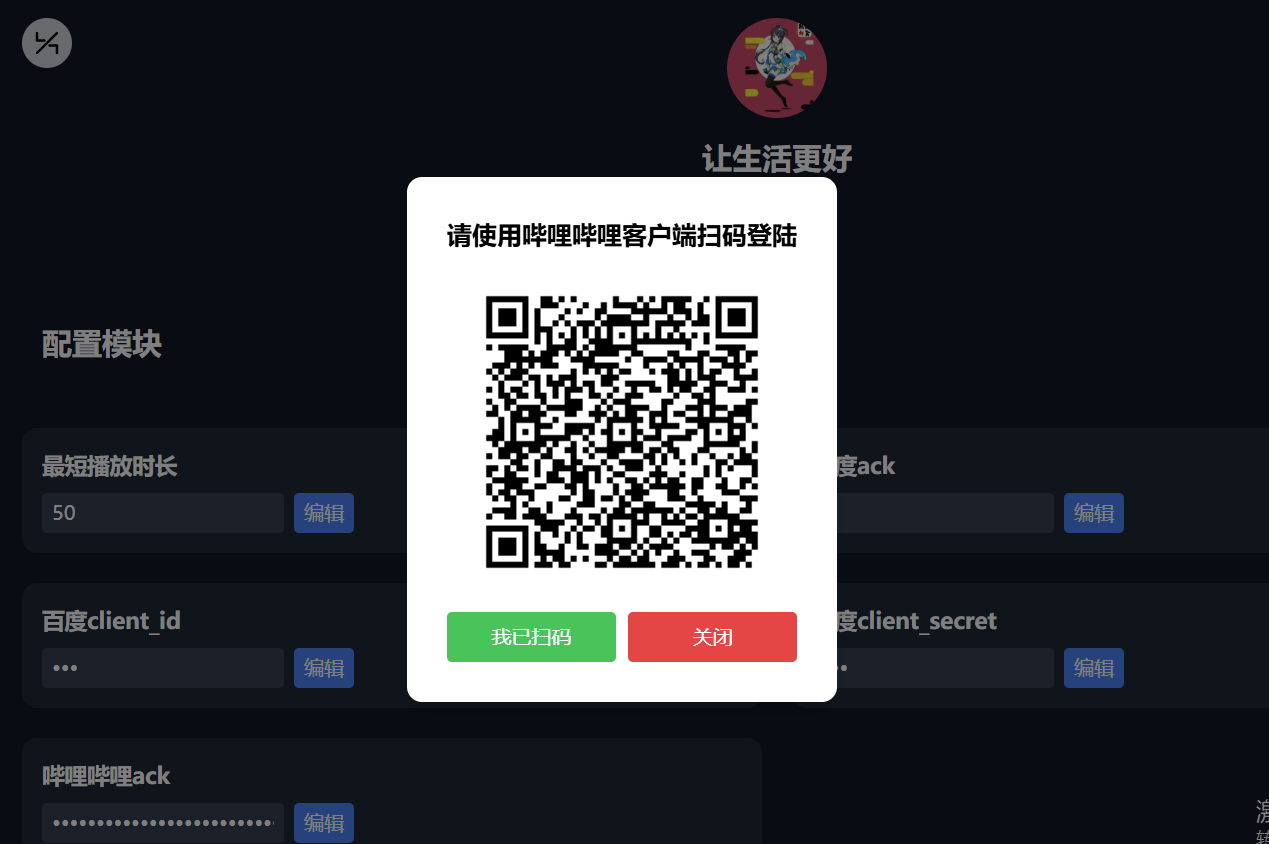 让生活更好
请使用哔哩哔哩客户端扫码登陆
配置模块
最短播放时长
50
编辑
度ack
编辑
我已扫码
关闭
百度client_id
•••
编辑
度client_secret
••
编辑
哔哩哔哩ack
编辑